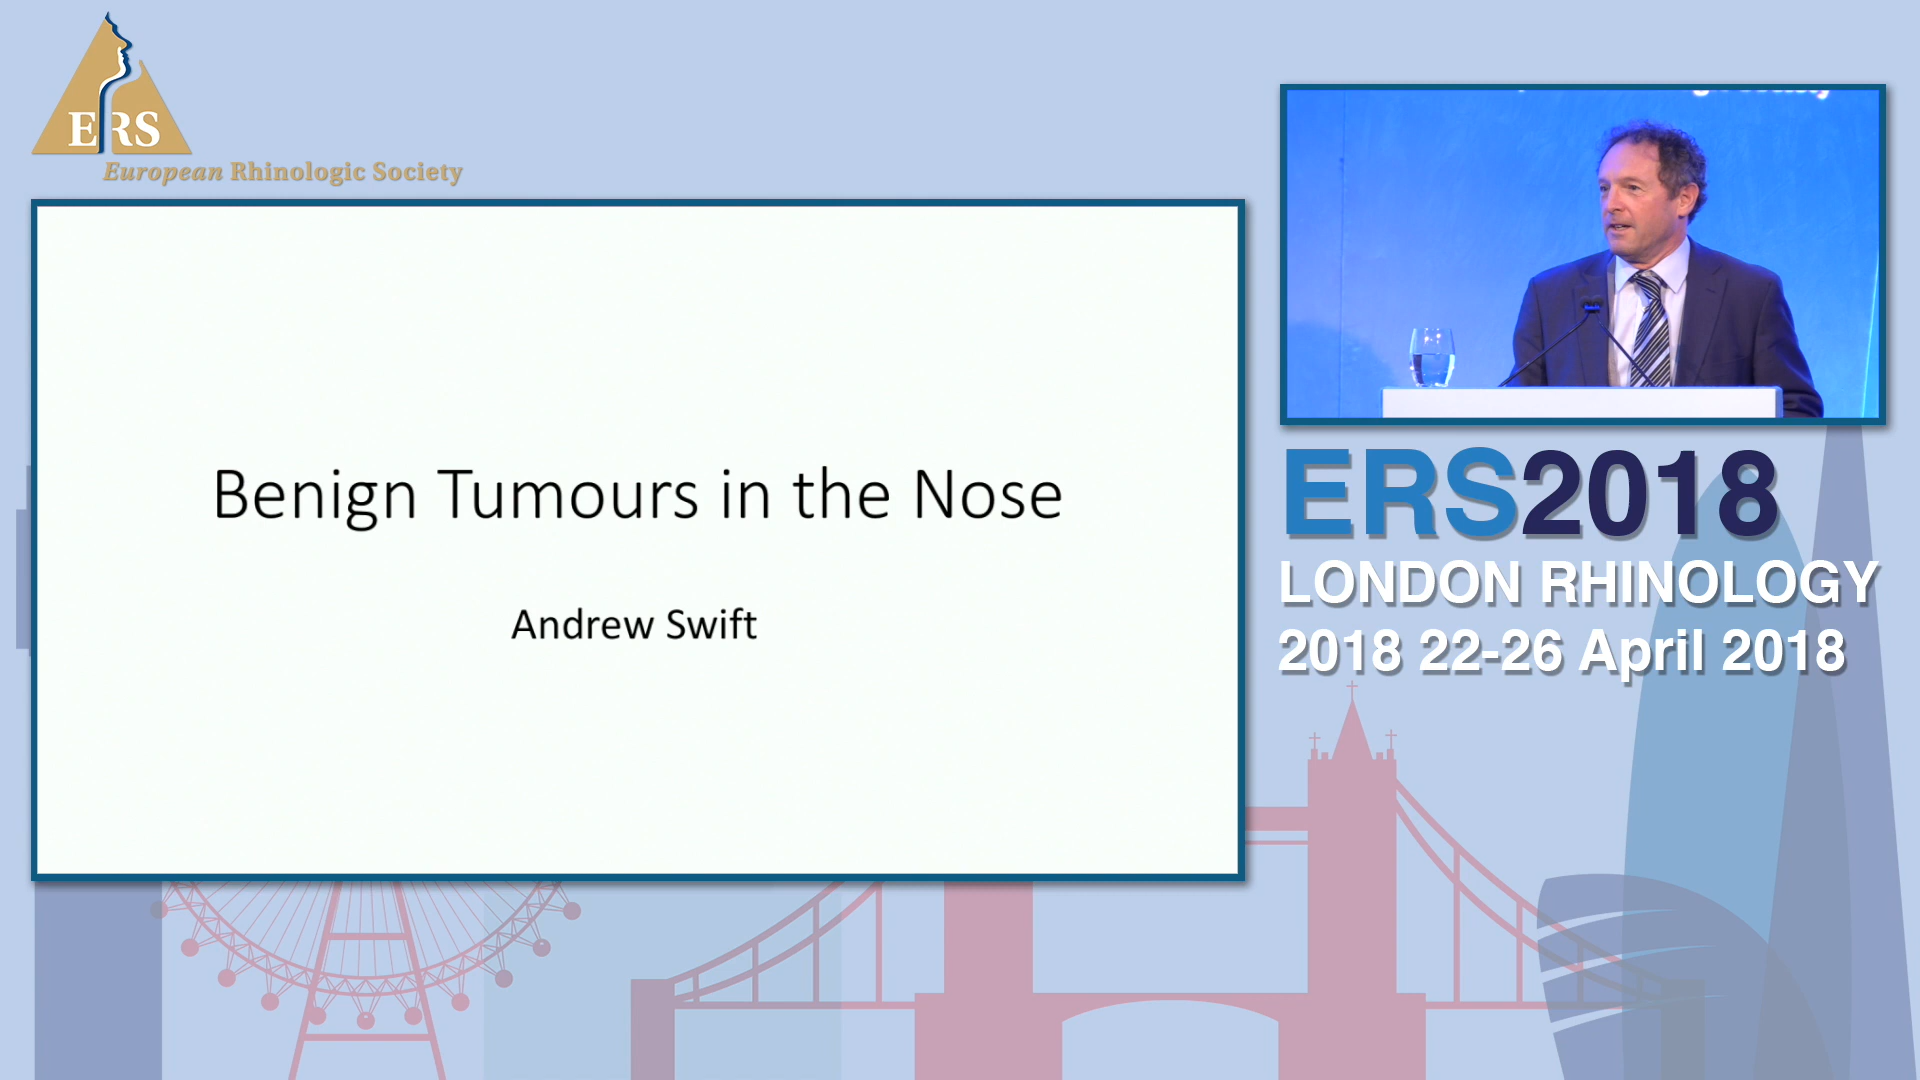 ERS
European Rhinologic Society
Benign Tumours in the Nose
Andrew Swift
ERS2018
LONDON RHINOLOGY
2018 22-26 April 2018